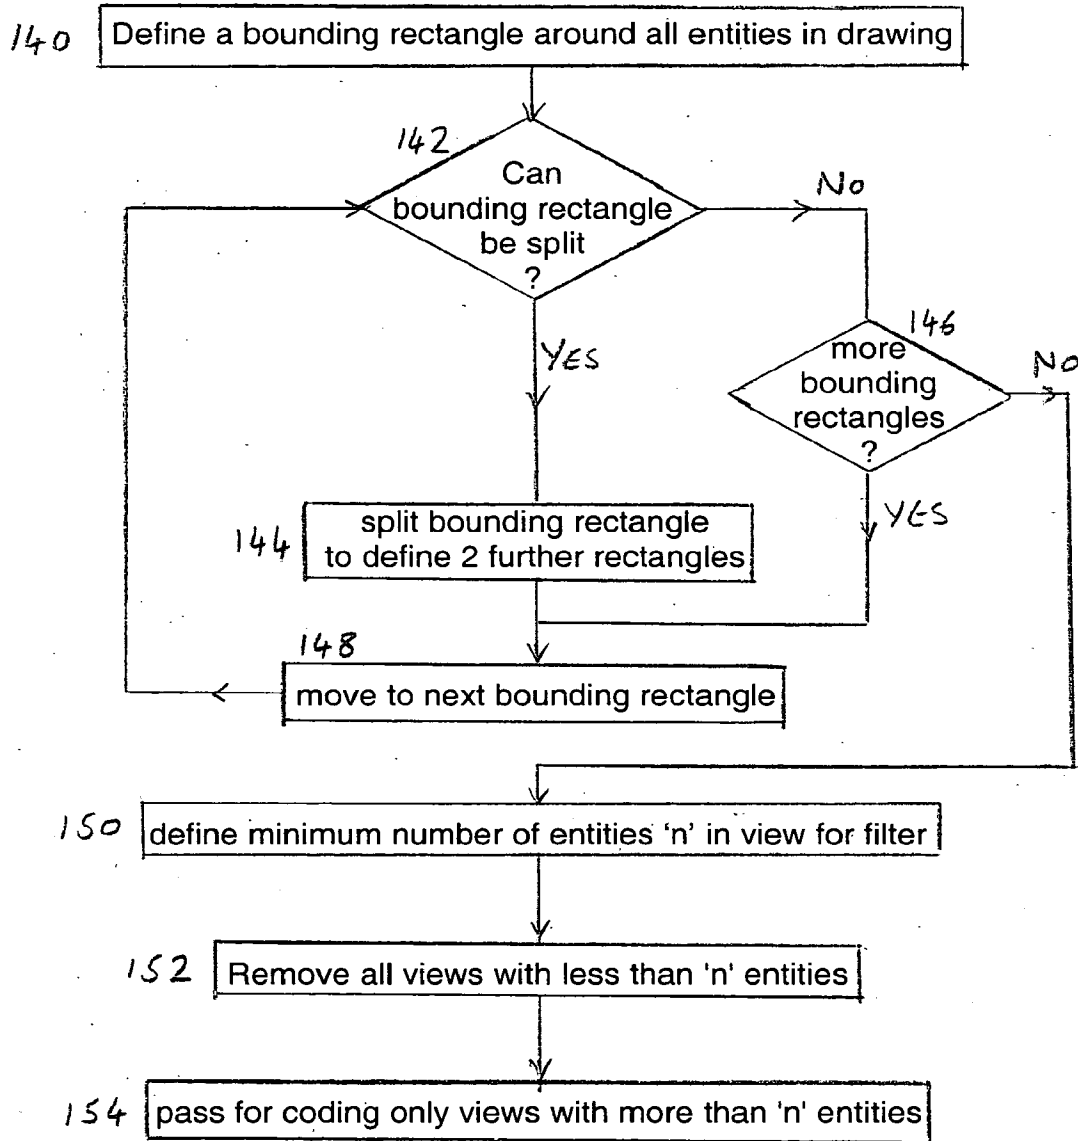 140 Define a bounding rectangle around all entities in drawing
142
Can
bounding rectangle
be split
?
No
YES
146
more
bounding
rectangles
?
No
YES
144 split bounding rectangle
to define 2 further rectangles
148
move to next bounding rectangle
150 define minimum number of entities 'n' in view for filter
152 Remove all views with less than 'n' entities
154 pass for coding only views with more than 'n' entities